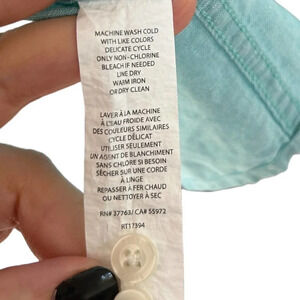 MACHINE WASH COLD
WITH LIKE COLORS
DELICATE CYCLE
ONLY NON-CHLORINE
BLEACH IF NEEDED
LINE DRY
WARM IRON
OR DRY CLEAN
LAVER À LA MACHINE
À L'EAU FROIDE AVEC
DES COULEURS SIMILAIRES
CYCLE DÉLICAT
UTILISER SEULEMENT
UN AGENT DE BLANCHIMENT
SANS CHLORE SI BESOIN
SÉCHER SUR UNE CORDE
À LINGE
REPASSER À FER CHAUD
OU NETTOYER À SEC
RN# 37763/ CA# 55972
RT17394